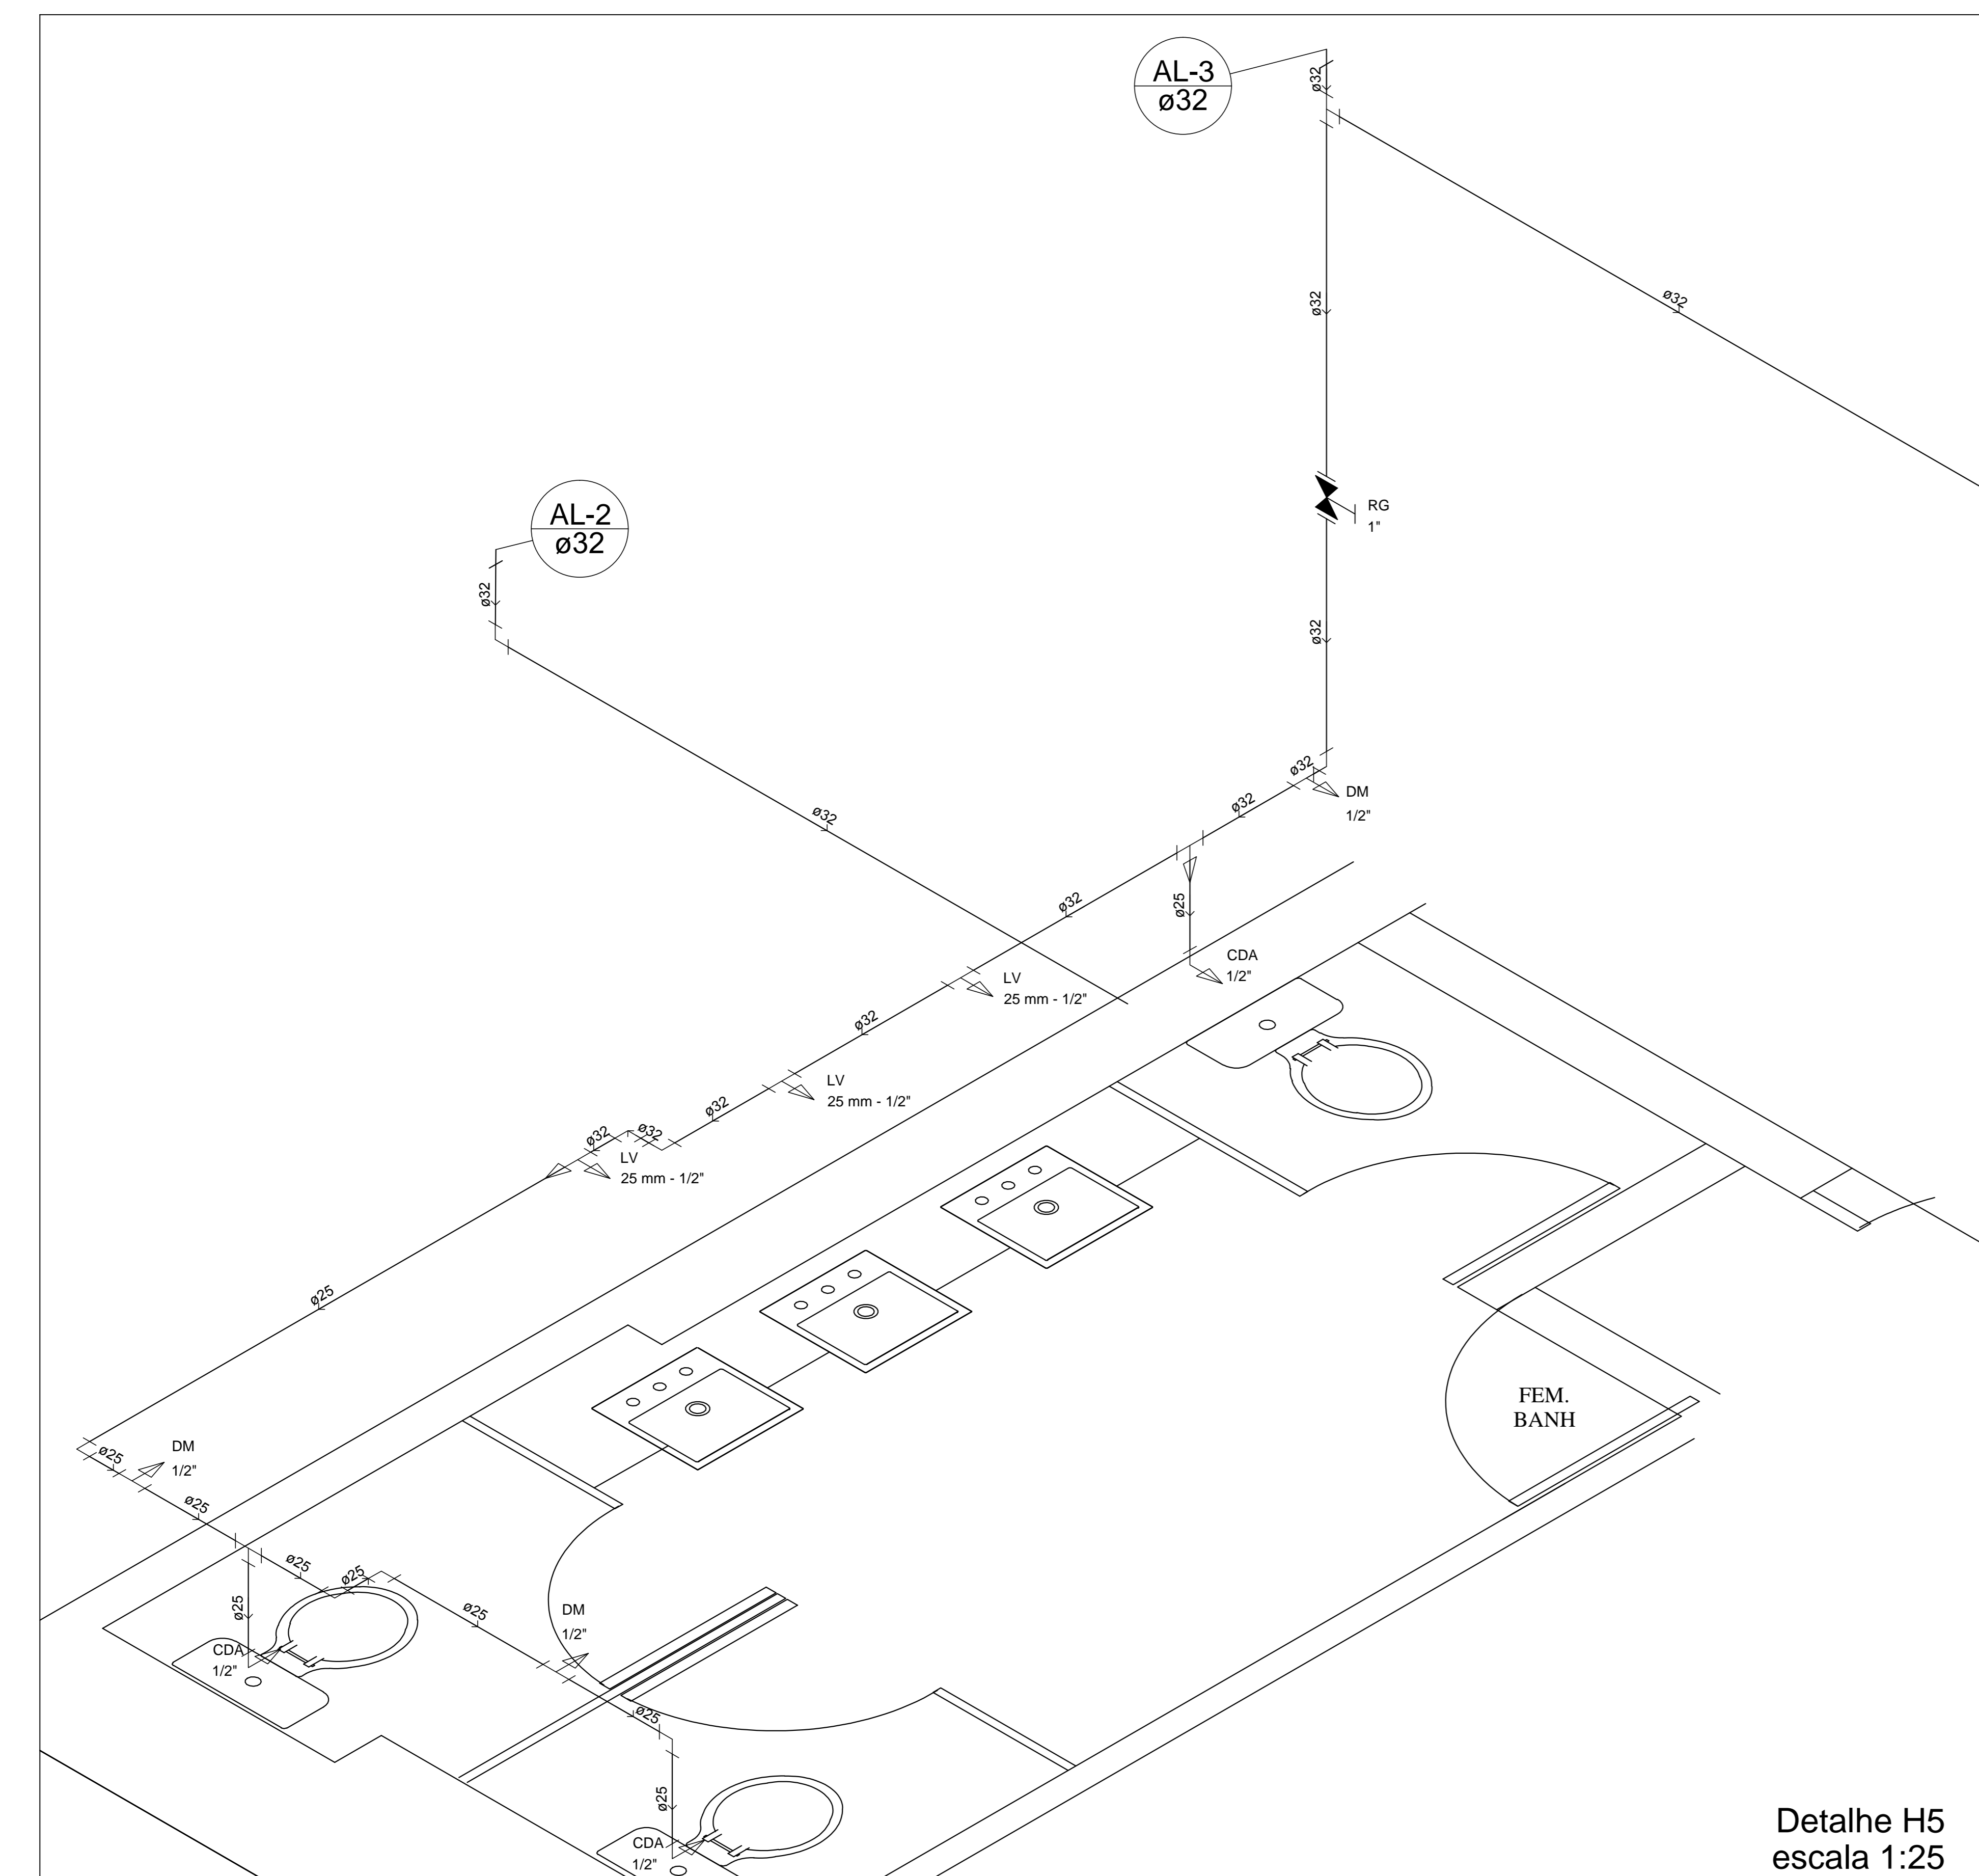 AL-3
ø32
ø32
ø32
ø32
RG
1"
AL-2
ø32
ø32
ø32
ø32
ø32
DM
1/2"
ø32
ø32
ø25
CDA
1/2"
LV
25 mm - 1/2"
ø32
LV
25 mm - 1/2"
ø32
ø32
ø32
LV
25 mm - 1/2"
ø25
ø25
DM
1/2"
ø25
ø25
ø25
ø25
ø25
CDA
1/2"
DM
1/2"
ø25
ø25
CDA
1/2"
FEM.
BANH
Detalhe H5
escala 1:25